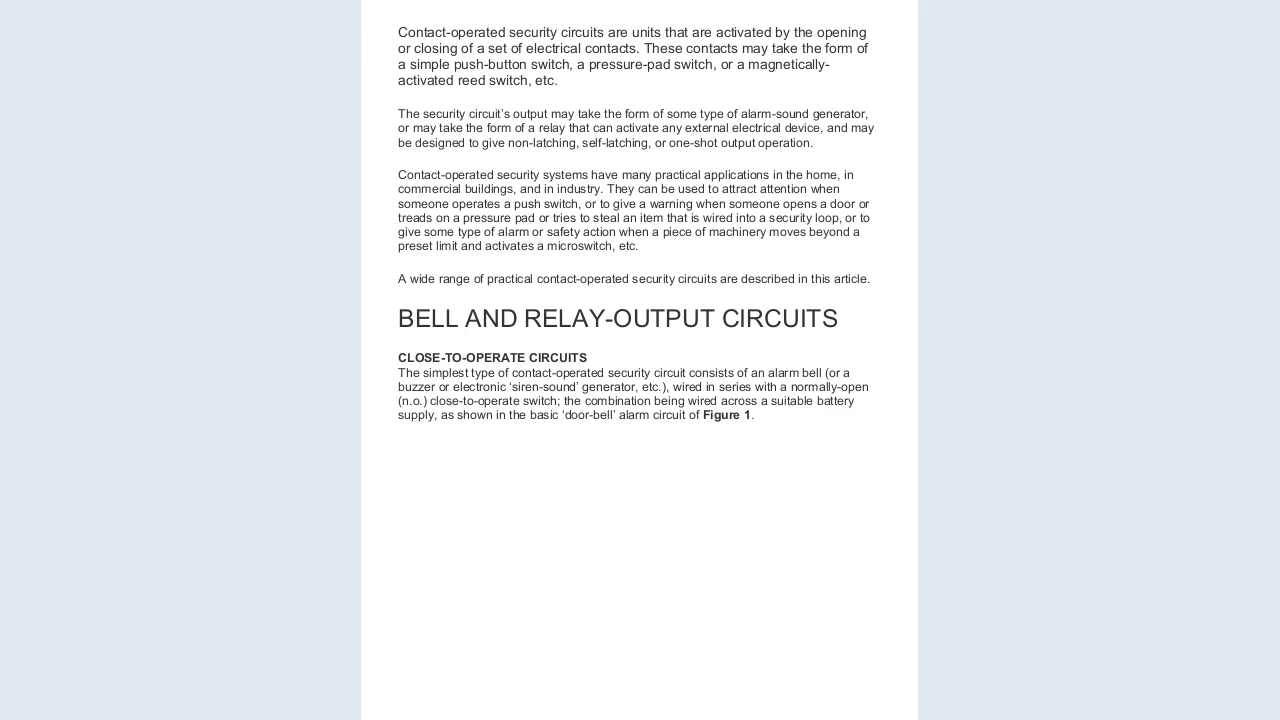 Contact-operated security circuits are units that are activated by the opening
or closing of a set of electrical contacts. These contacts may take the form of
a simple push-button switch, a pressure-pad switch, or a magnetically-
activated reed switch, etc.
The security circuit’s output may take the form of some type of alarm-sound generator,
or may take the form of a relay that can activate any external electrical device, and may
be designed to give non-latching, self-latching, or one-shot output operation.
Contact-operated security systems have many practical applications in the home, in
commercial buildings, and in industry. They can be used to attract attention when
someone operates a push switch, or to give a warning when someone opens a door or
treads on a pressure pad or tries to steal an item that is wired into a security loop, or to
give some type of alarm or safety action when a piece of machinery moves beyond a
preset limit and activates a microswitch, etc.
A wide range of practical contact-operated security circuits are described in this article.
BELL AND RELAY-OUTPUT CIRCUITS
CLOSE-TO-OPERATE CIRCUITS
The simplest type of contact-operated security circuit consists of an alarm bell (or a
buzzer or electronic ‘siren-sound’ generator, etc.), wired in series with a normally-open
(n.o.) close-to-operate switch; the combination being wired across a suitable battery
supply, as shown in the basic ‘door-bell’ alarm circuit of Figure 1.